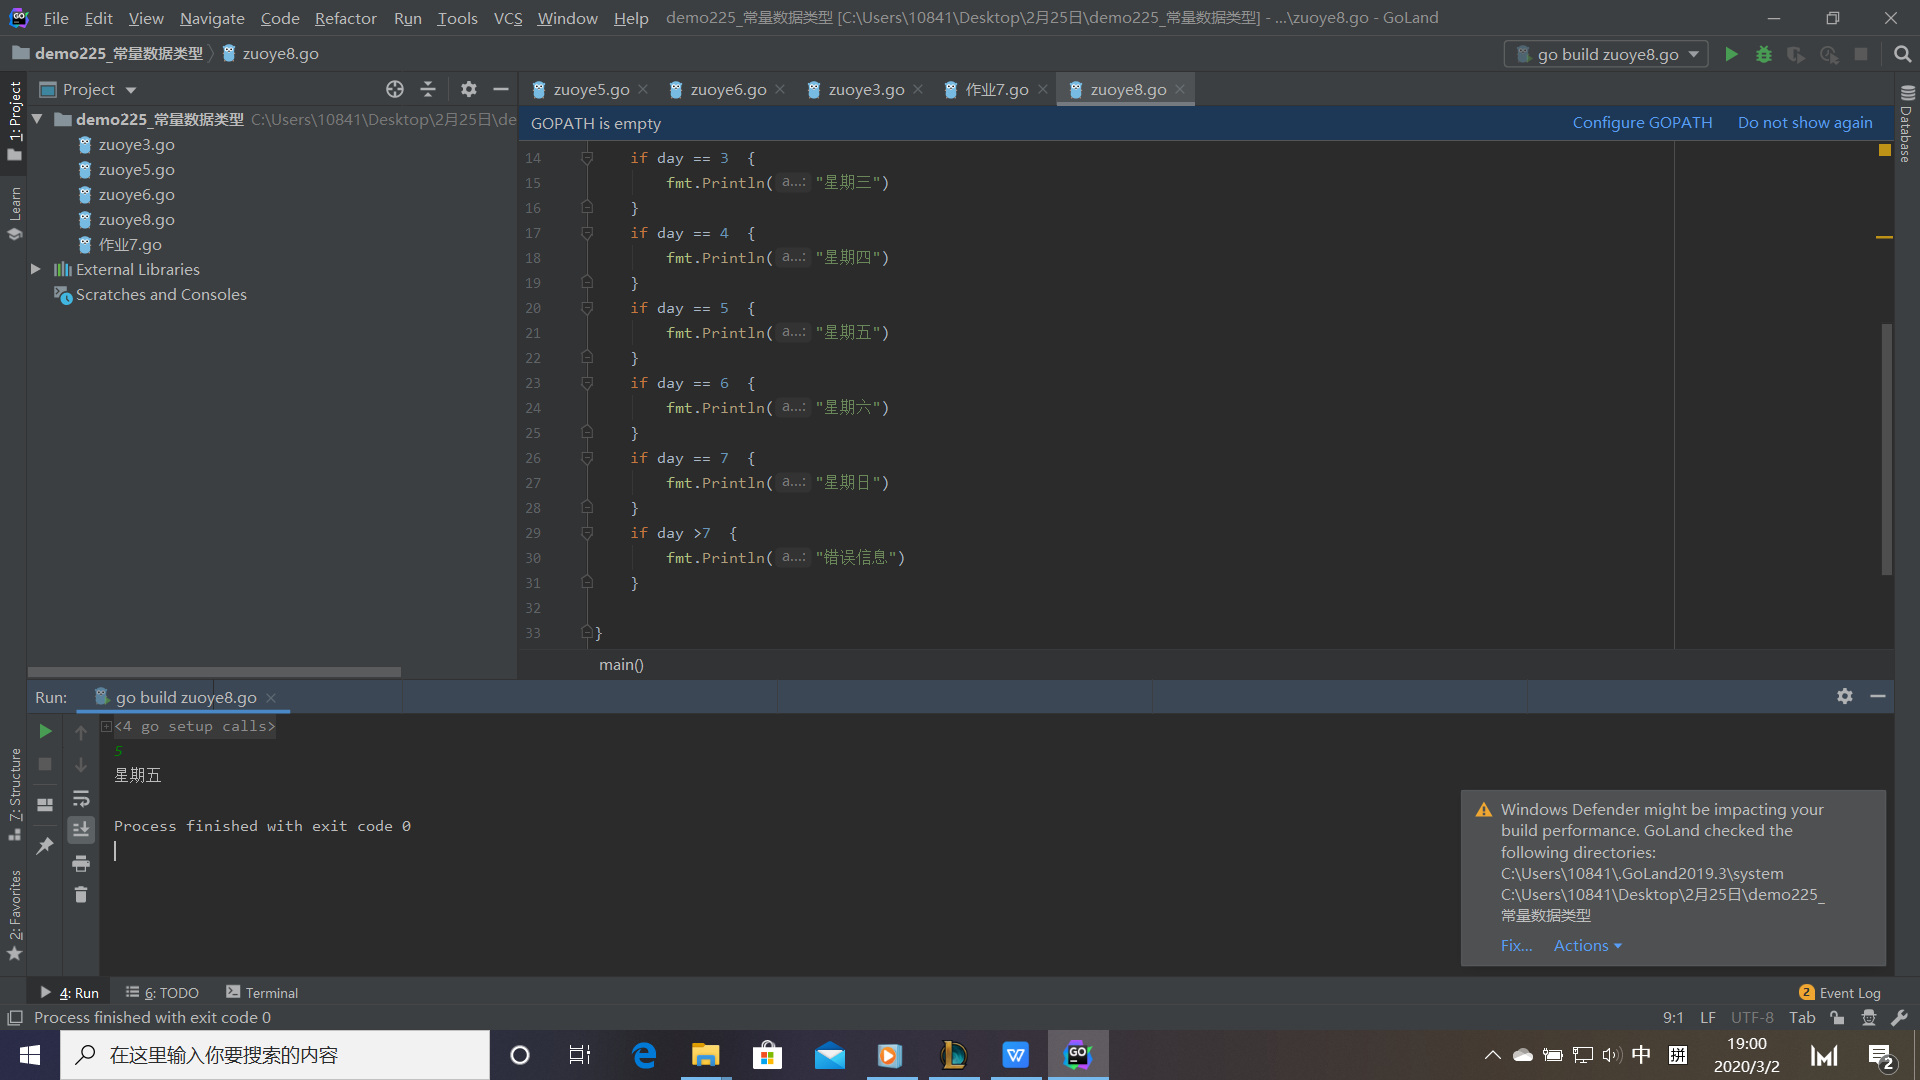 File Edit View Navigate Code Refactor Run Tools VCS Window Help demo225_常量数据类型 [C:\Users\10841\Desktop\2月25日\demo225_常量数据类型] - ...\zuoye8.go - GoLand
demo225_常量数据类型 zuoye8.go
go build zuoye8.go
1: Project
Learn
7: Structure
2: Favorites
Project
zuoye5.go zuoye6.go zuoye3.go 作业7.go zuoye8.go
Database
demo225_常量数据类型 C:\Users\10841\Desktop\2月25日\de
zuoye3.go
zuoye5.go
zuoye6.go
zuoye8.go
作业7.go
External Libraries
Scratches and Consoles
GOPATH is empty Configure GOPATH Do not show again
14 if day == 3 {
15 fmt.Println( a...: "星期三")
16 }
17 if day == 4 {
18 fmt.Println( a...: "星期四")
19 }
20 if day == 5 {
21 fmt.Println( a...: "星期五")
22 }
23 if day == 6 {
24 fmt.Println( a...: "星期六")
25 }
26 if day == 7 {
27 fmt.Println( a...: "星期日")
28 }
29 if day >7 {
30 fmt.Println( a...: "错误信息")
31 }
32
33 }
main()
Run: go build zuoye8.go
<4 go setup calls>
5
星期五
Process finished with exit code 0
Windows Defender might be impacting your
build performance. GoLand checked the
following directories:
C:\Users\10841\.GoLand2019.3\system
C:\Users\10841\Desktop\2月25日\demo225_
常量数据类型
Fix... Actions
4: Run 6: TODO Terminal 2 Event Log
Process finished with exit code 0 9:1 LF UTF-8 Tab
在这里输入你要搜索的内容
GO
中 拼
19:00
2020/3/2
2